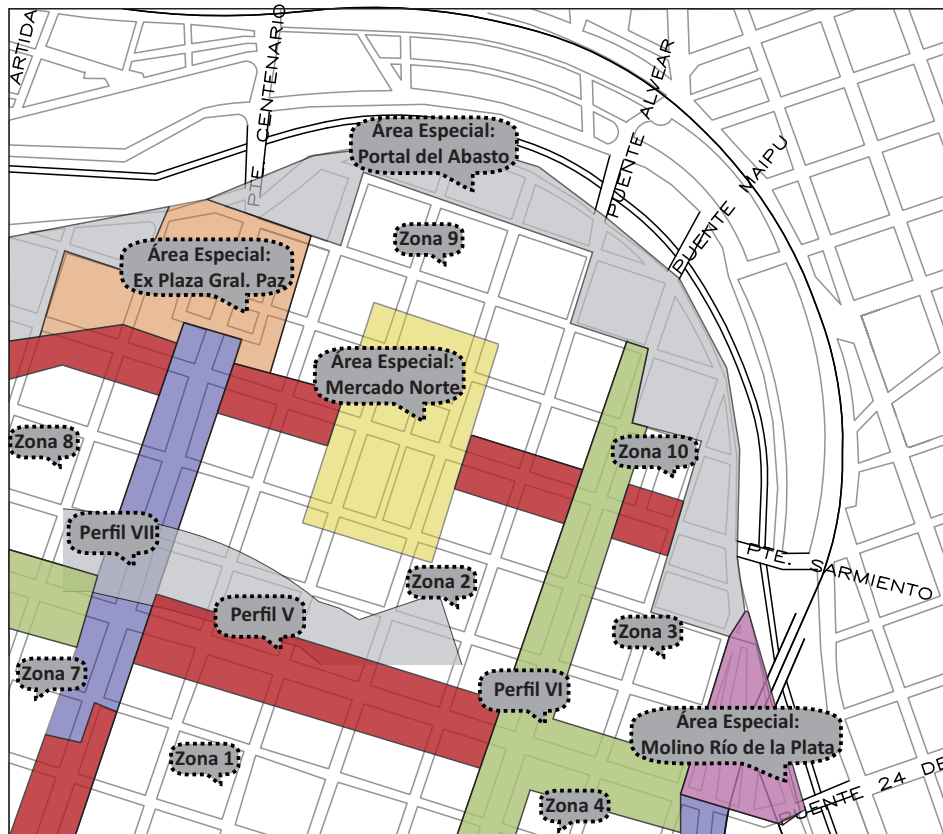 ARTIDA
PTE. CENTENARIO
PUENTE ALVEAR
PUENTE MAIPU
Área Especial:
Portal del Abasto
Zona 9
Área Especial:
Ex Plaza Gral. Paz
Área Especial:
Mercado Norte
Zona 8
Zona 10
Perfil VII
PTE. SARMIENTO
Zona 2
Perfil V
Zona 3
Zona 7
Perfil VI
Área Especial:
Molino Río de la Plata
Zona 1
Zona 4
PUENTE 24 DE